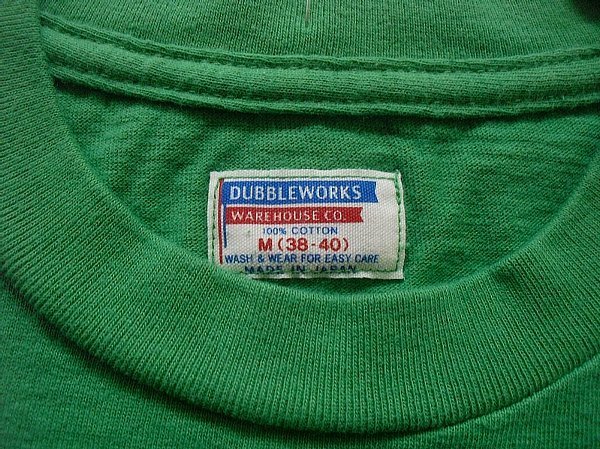 DUBBLEWORKS
WAREHOUSE CO.
100% COTTON
M (38-40)
WASH & WEAR FOR EASY CARE
MADE IN JAPAN